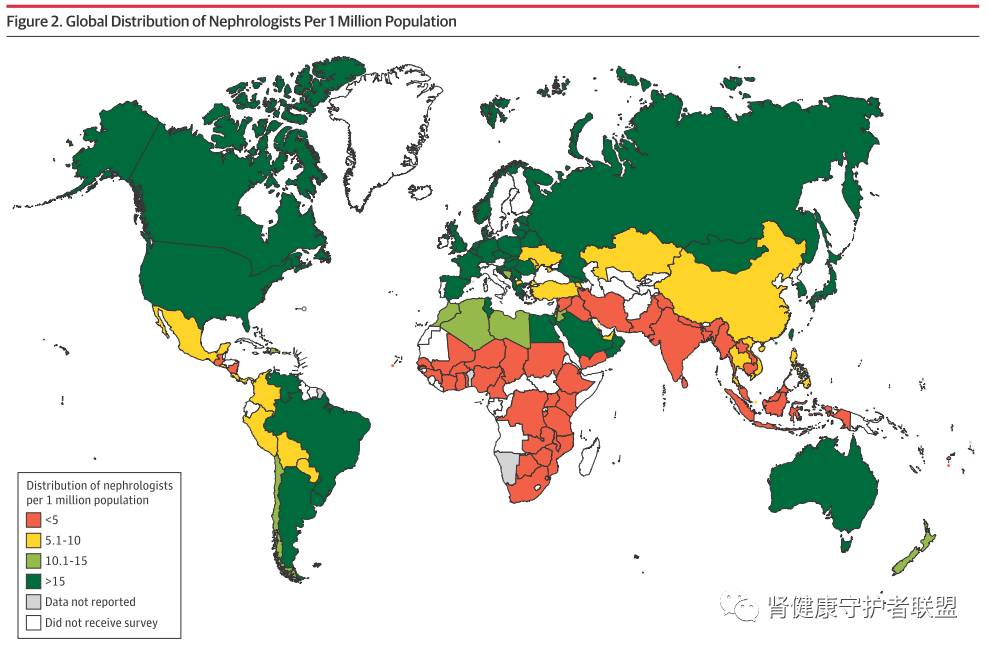 Figure 2. Global Distribution of Nephrologists Per 1 Million Population
Distribution of nephrologists
per 1 million population
<5
5.1-10
10.1-15
>15
Data not reported
Did not receive survey
肾健康守护者联盟